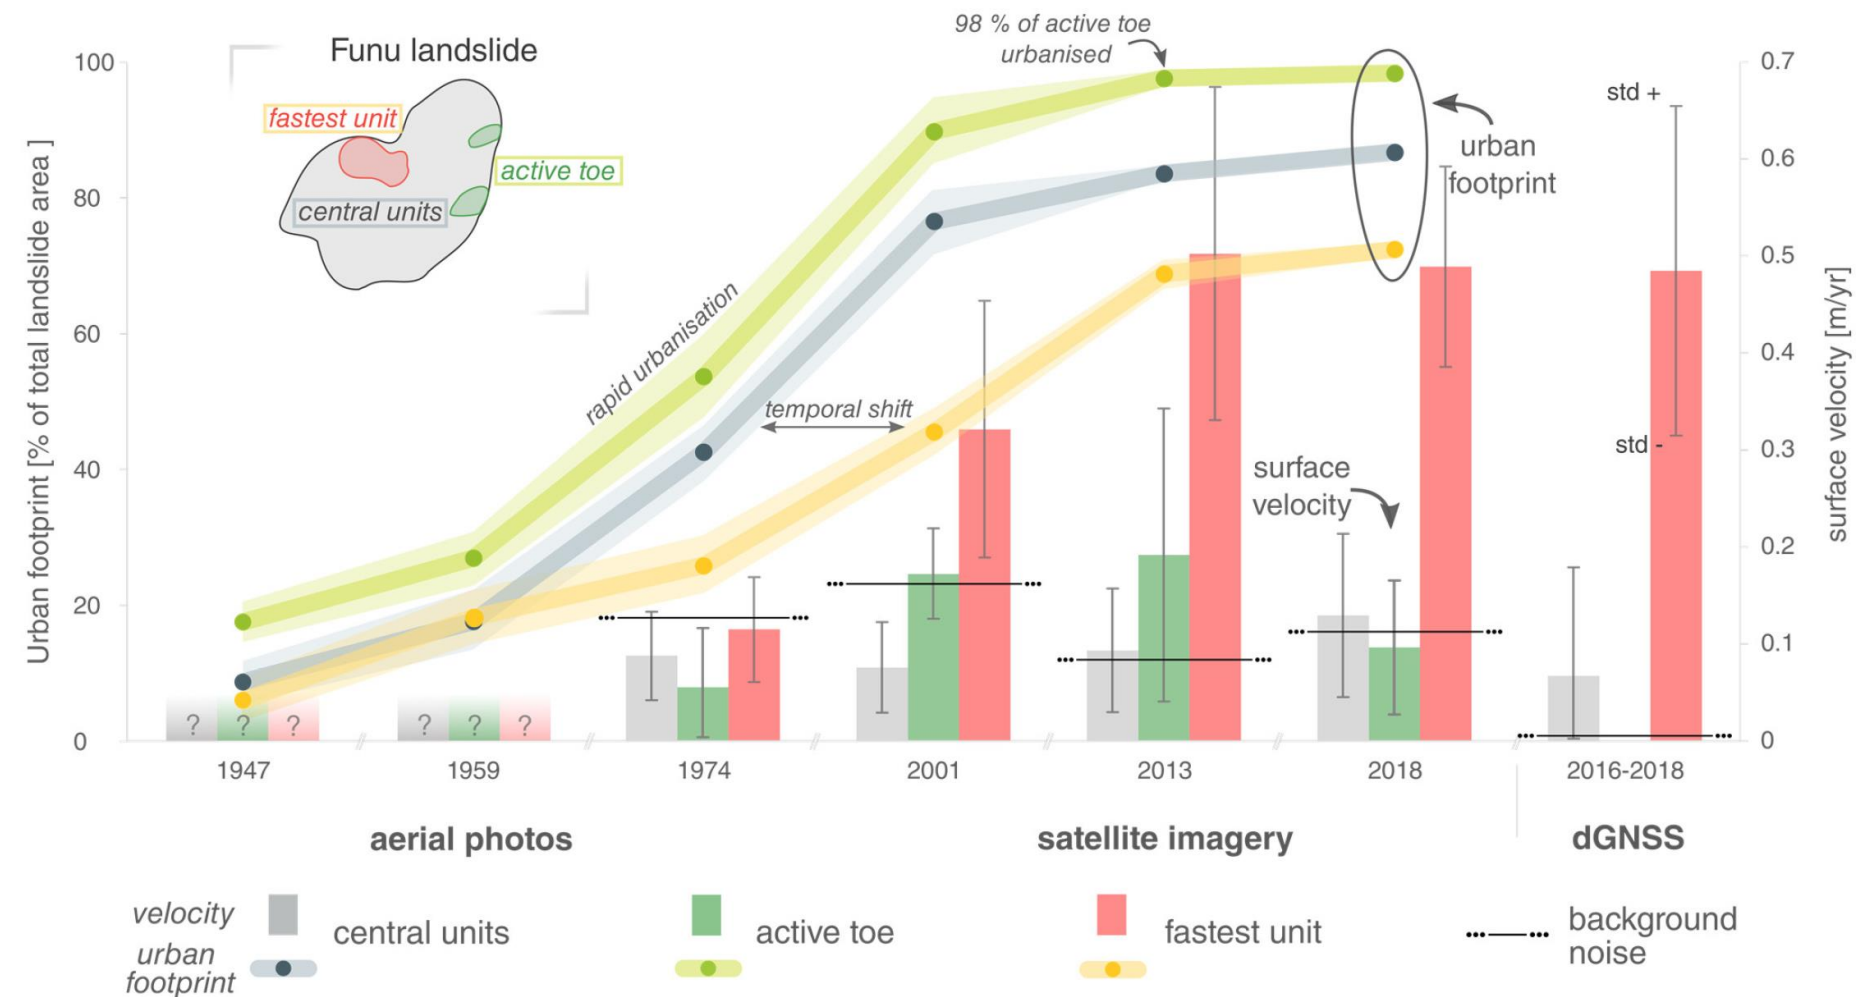 98 % of active toe
urbanised
Funu landslide
fastest unit
active toe
central units
100
80
60
40
20
0
Urban footprint [% of total landslide area ]
0.7
0.6
0.5
0.4
0.3
0.2
0.1
0
surface velocity [m/yr]
std +
std -
urban
footprint
rapid urbanisation
temporal shift
surface
velocity
? ? ? ? ? ?
1947 1959 1974 2001 2013 2018 2016-2018
aerial photos satellite imagery dGNSS
velocity
urban
footprint
central units
active toe
fastest unit
background
noise